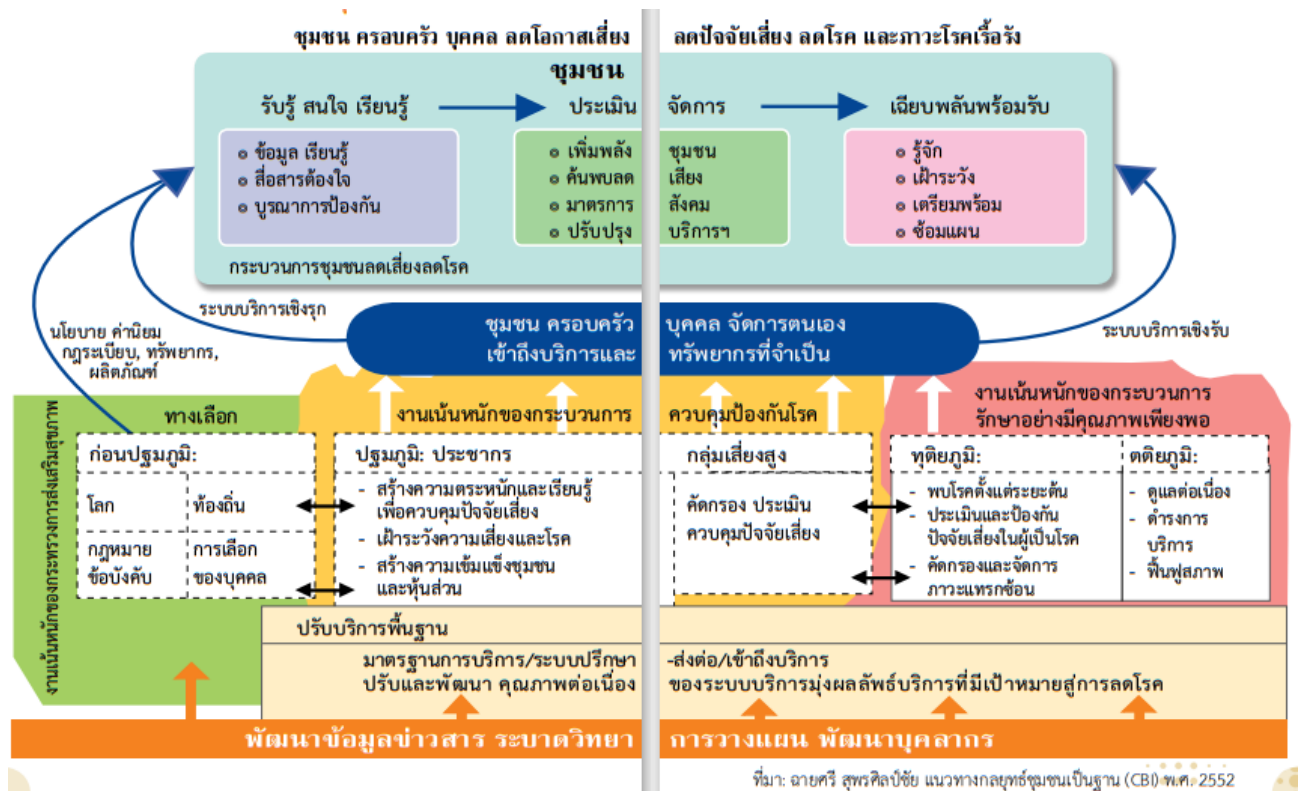 ชุมชน ครอบครัว บุคคล ลดโอกาสเสี่ยง ลดปัจจัยเสี่ยง ลดโรค และภาวะโรคเรื้อรัง
ชุมชน
รับรู้ สนใจ เรียนรู้
ประเมิน จัดการ
เฉียบพลันพร้อมรับ
๐ ข้อมูล เรียนรู้
๐ สื่อสารต้องใจ
๐ บูรณาการป้องกัน
๐ เพิ่มพลัง ชุมชน
๐ ค้นพบลด เสี่ยง
๐ มาตรการ สังคม
๐ ปรับปรุง บริการฯ
๐ รู้จัก
๐ เฝ้าระวัง
๐ เตรียมพร้อม
๐ ซ้อมแผน
กระบวนการชุมชนลดเสี่ยงลดโรค
ระบบบริการเชิงรุก
นโยบาย ค่านิยม
กฎระเบียบ, ทรัพยากร,
ผลิตภัณฑ์
ชุมชน ครอบครัว บุคคล จัดการตนเอง
เข้าถึงบริการและ ทรัพยากรที่จำเป็น
ระบบบริการเชิงรับ
งานเน้นหนักของกระทรวงการส่งเสริมสุขภาพ
ทางเลือก
ก่อนปฐมภูมิ:
โลก
ท้องถิ่น
กฎหมาย
ข้อบังคับ
การเลือก
ของบุคคล
งานเน้นหนักของกระบวนการ ควบคุมป้องกันโรค
ปฐมภูมิ: ประชากร
- สร้างความตระหนักและเรียนรู้
เพื่อควบคุมปัจจัยเสี่ยง
- เฝ้าระวังความเสี่ยงและโรค
- สร้างความเข้มแข็งชุมชน
และหุ้นส่วน
กลุ่มเสี่ยงสูง
คัดกรอง ประเมิน
ควบคุมปัจจัยเสี่ยง
งานเน้นหนักของกระบวนการ
รักษาอย่างมีคุณภาพเพียงพอ
ทุติยภูมิ:
- พบโรคตั้งแต่ระยะต้น
- ประเมินและป้องกัน
ปัจจัยเสี่ยงในผู้เป็นโรค
- คัดกรองและจัดการ
ภาวะแทรกซ้อน
ตติยภูมิ:
- ดูแลต่อเนื่อง
- ดำรงการ
บริการ
- ฟื้นฟูสภาพ
ปรับบริการพื้นฐาน
มาตรฐานการบริการ/ระบบปรึกษา -ส่งต่อ/เข้าถึงบริการ
ปรับและพัฒนา คุณภาพต่อเนื่อง ของระบบบริการมุ่งผลลัพธ์บริการที่มีเป้าหมายสู่การลดโรค
พัฒนาข้อมูลข่าวสาร ระบาดวิทยา การวางแผน พัฒนาบุคลากร
ที่มา: ฉายศรี สุพรศิลป์ชัย แนวทางกลยุทธ์ชุมชนเป็นฐาน (CBI) พ.ศ. 2552